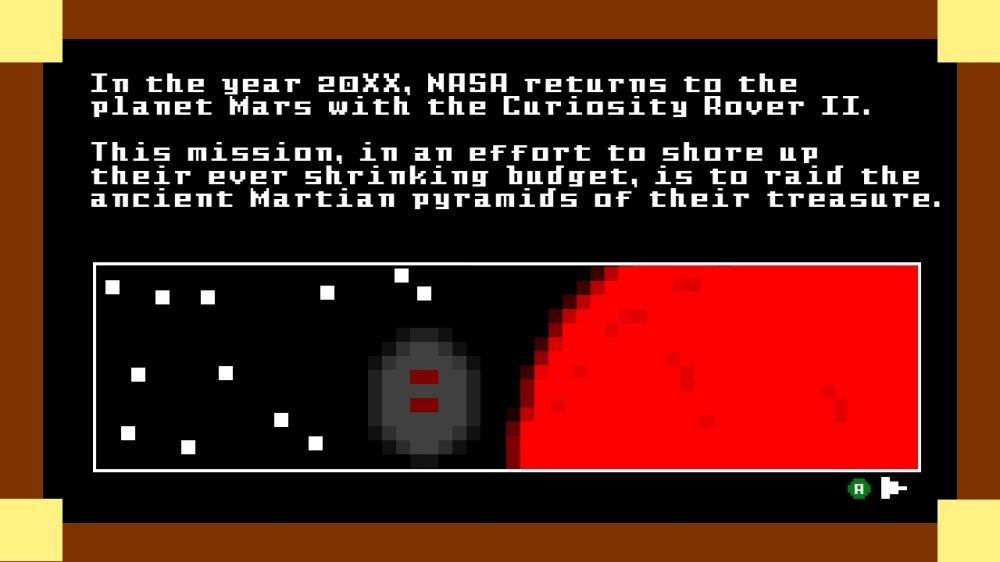 In the year 20XX, NASA returns to the
planet Mars with the Curiosity Rover II.
This mission, in an effort to shore up
their ever shrinking budget, is to raid the
ancient Martian pyramids of their treasure.
A